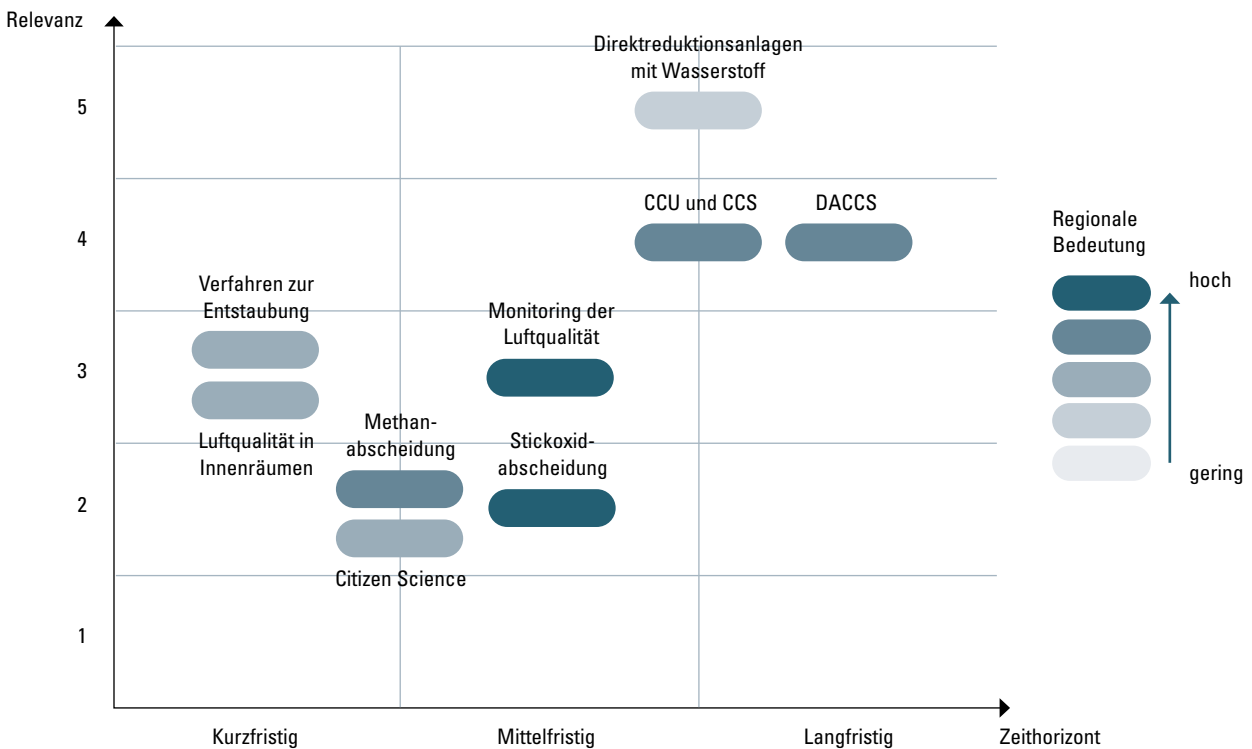 Relevanz
Direktreduktionsanlagen
mit Wasserstoff
5
CCU und CCS
DACCS
4
Regionale
Bedeutung
hoch
gering
Verfahren zur
Entstaubung
Monitoring der
Luftqualität
3
Luftqualität in
Innenräumen
Methan-
abscheidung
Stickoxid-
abscheidung
2
Citizen Science
1
Kurzfristig
Mittelfristig
Langfristig
Zeithorizont